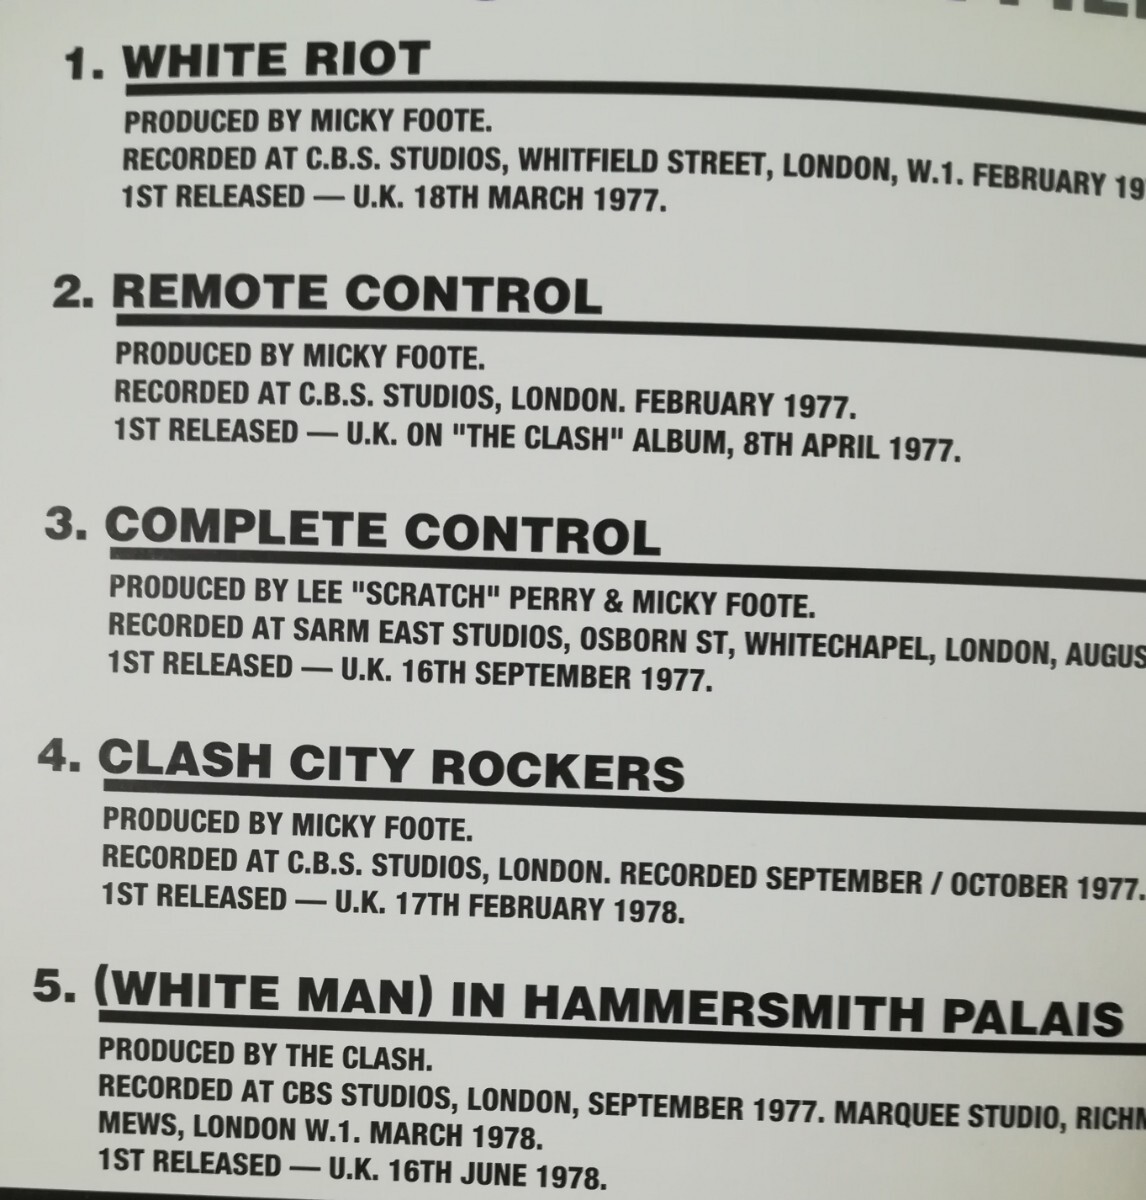 1. WHITE RIOT
PRODUCED BY MICKY FOOTE.
RECORDED AT C.B.S. STUDIOS, WHITFIELD STREET, LONDON, W.1. FEBRUARY 19
1ST RELEASED — U.K. 18TH MARCH 1977.
2. REMOTE CONTROL
PRODUCED BY MICKY FOOTE.
RECORDED AT C.B.S. STUDIOS, LONDON. FEBRUARY 1977.
1ST RELEASED — U.K. ON "THE CLASH" ALBUM, 8TH APRIL 1977.
3. COMPLETE CONTROL
PRODUCED BY LEE "SCRATCH" PERRY & MICKY FOOTE.
RECORDED AT SARM EAST STUDIOS, OSBORN ST, WHITECHAPEL, LONDON, AUGUS
1ST RELEASED — U.K. 16TH SEPTEMBER 1977.
4. CLASH CITY ROCKERS
PRODUCED BY MICKY FOOTE.
RECORDED AT C.B.S. STUDIOS, LONDON. RECORDED SEPTEMBER / OCTOBER 1977.
1ST RELEASED — U.K. 17TH FEBRUARY 1978.
5. (WHITE MAN) IN HAMMERSMITH PALAIS
PRODUCED BY THE CLASH.
RECORDED AT CBS STUDIOS, LONDON, SEPTEMBER 1977. MARQUEE STUDIO, RICHM
MEWS, LONDON W.1. MARCH 1978.
1ST RELEASED — U.K. 16TH JUNE 1978.